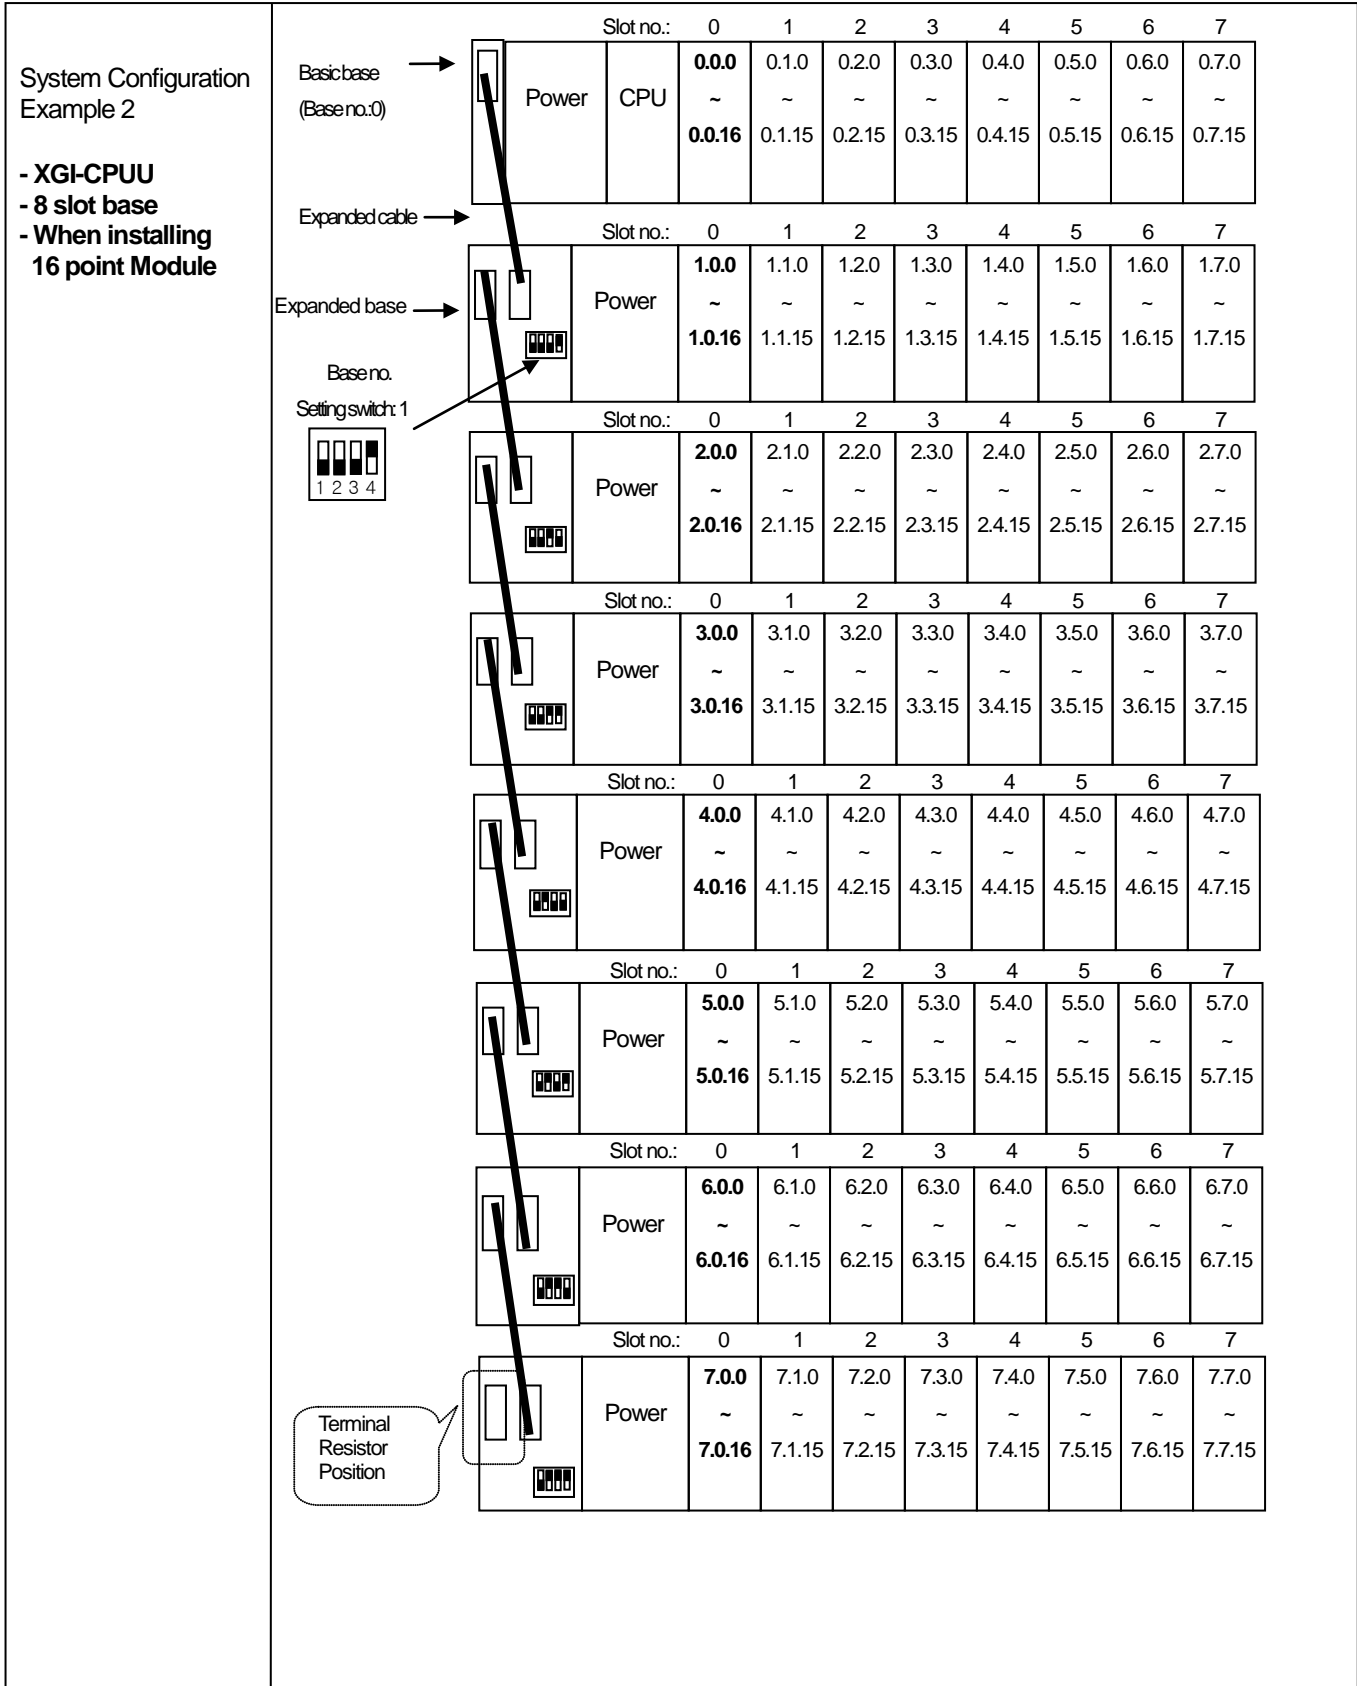 System Configuration
Example 2
- XGI-CPUU
- 8 slot base
- When installing
16 point Module
Slot no.: 0 1 2 3 4 5 6 7
Basic base
(Base no.:0)
Power CPU
0.0.0 0.1.0 0.2.0 0.3.0 0.4.0 0.5.0 0.6.0 0.7.0
~ ~ ~ ~ ~ ~ ~ ~
0.0.16 0.1.15 0.2.15 0.3.15 0.4.15 0.5.15 0.6.15 0.7.15
Expanded cable
Slot no.: 0 1 2 3 4 5 6 7
Expanded base
Power
1.0.0 1.1.0 1.2.0 1.3.0 1.4.0 1.5.0 1.6.0 1.7.0
~ ~ ~ ~ ~ ~ ~ ~
1.0.16 1.1.15 1.2.15 1.3.15 1.4.15 1.5.15 1.6.15 1.7.15
Base no.
Setting switch: 1
1 2 3 4
Slot no.: 0 1 2 3 4 5 6 7
Power
2.0.0 2.1.0 2.2.0 2.3.0 2.4.0 2.5.0 2.6.0 2.7.0
~ ~ ~ ~ ~ ~ ~ ~
2.0.16 2.1.15 2.2.15 2.3.15 2.4.15 2.5.15 2.6.15 2.7.15
Slot no.: 0 1 2 3 4 5 6 7
Power
3.0.0 3.1.0 3.2.0 3.3.0 3.4.0 3.5.0 3.6.0 3.7.0
~ ~ ~ ~ ~ ~ ~ ~
3.0.16 3.1.15 3.2.15 3.3.15 3.4.15 3.5.15 3.6.15 3.7.15
Slot no.: 0 1 2 3 4 5 6 7
Power
4.0.0 4.1.0 4.2.0 4.3.0 4.4.0 4.5.0 4.6.0 4.7.0
~ ~ ~ ~ ~ ~ ~ ~
4.0.16 4.1.15 4.2.15 4.3.15 4.4.15 4.5.15 4.6.15 4.7.15
Slot no.: 0 1 2 3 4 5 6 7
Power
5.0.0 5.1.0 5.2.0 5.3.0 5.4.0 5.5.0 5.6.0 5.7.0
~ ~ ~ ~ ~ ~ ~ ~
5.0.16 5.1.15 5.2.15 5.3.15 5.4.15 5.5.15 5.6.15 5.7.15
Slot no.: 0 1 2 3 4 5 6 7
Power
6.0.0 6.1.0 6.2.0 6.3.0 6.4.0 6.5.0 6.6.0 6.7.0
~ ~ ~ ~ ~ ~ ~ ~
6.0.16 6.1.15 6.2.15 6.3.15 6.4.15 6.5.15 6.6.15 6.7.15
Slot no.: 0 1 2 3 4 5 6 7
Power
7.0.0 7.1.0 7.2.0 7.3.0 7.4.0 7.5.0 7.6.0 7.7.0
~ ~ ~ ~ ~ ~ ~ ~
7.0.16 7.1.15 7.2.15 7.3.15 7.4.15 7.5.15 7.6.15 7.7.15
Terminal
Resistor
Position